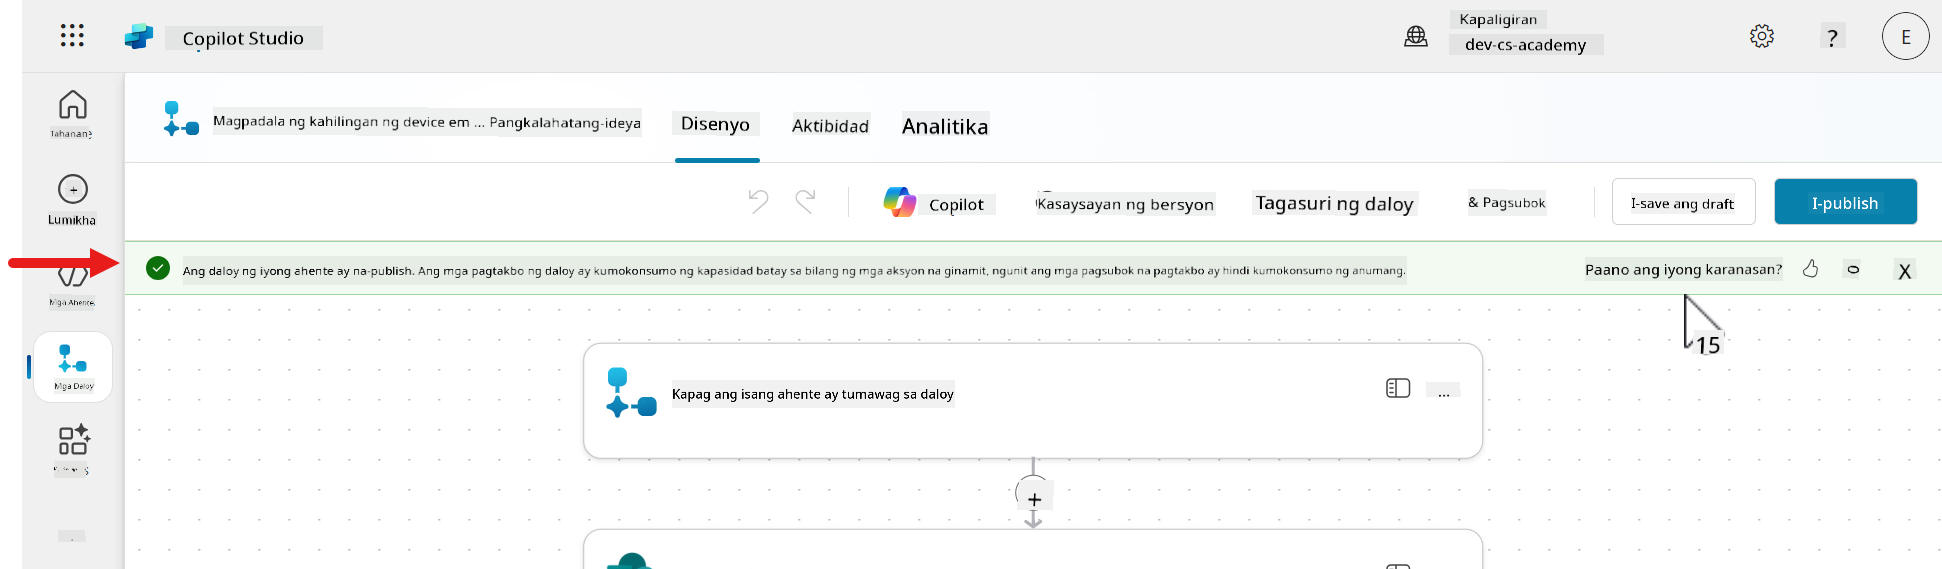 Copilot Studio
Kapaligiran
dev-cs-academy
?
E
Tahanan
Magpadala ng kahilingan ng device em ... Pangkalahatang-ideya
Disenyo
Aktibidad
Analitika
Lumikha
Copilot
Kasaysayan ng bersyon
Tagasuri ng daloy
& Pagsubok
I-save ang draft
I-publish
Ang daloy ng iyong ahente ay na-publish. Ang mga pagtakbo ng daloy ay kumokonsumo ng kapasidad batay sa bilang ng mga aksyon na ginamit, ngunit ang mga pagsubok na pagtakbo ay hindi kumokonsumo ng anumang.
Paano ang iyong karanasan?
X
Mga Ahente
15
Mga Daloy
Kapag ang isang ahente ay tumawag sa daloy
...
+